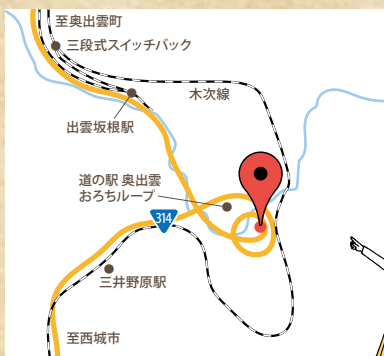 至奥出雲町
三段式スイッチバック
木次線
出雲坂根駅
道の駅 奥出雲
おろちループ
314
三井野原駅
至西城市